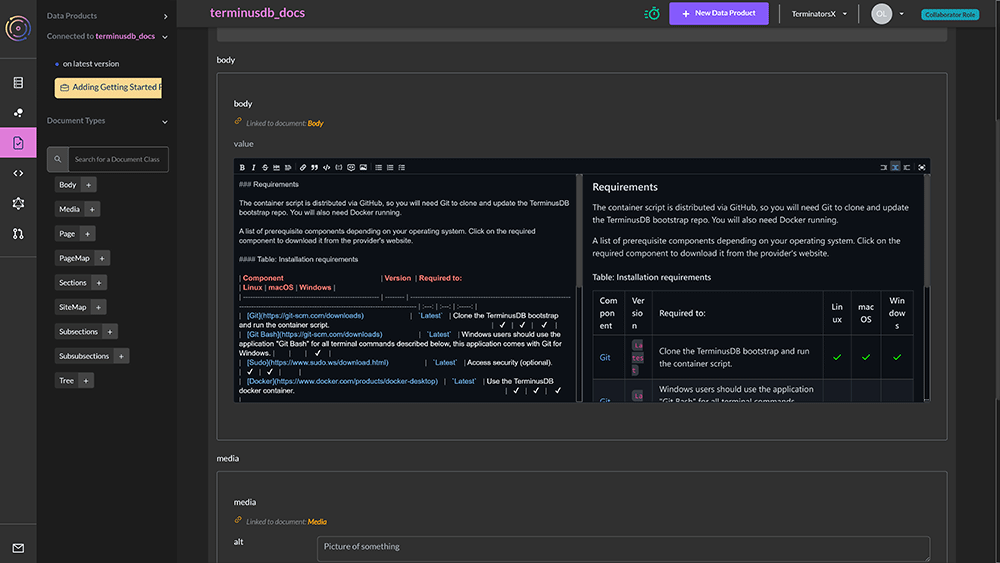 Data Products
Connected to terminusdb_docs
on latest version
Adding Getting Started
Document Types
Search for a Document Class
Body +
Media +
Page +
PageMap +
Sections +
SiteMap +
Subsections +
Subsubsections +
Tree +
terminusdb_docs
+ New Data Product
TerminatorsX
OL
Collaborator Role
body
body
Linked to document: Body
value
### Requirements
The container script is distributed via GitHub, so you will need Git to clone and update the TerminusDB
bootstrap repo. You will also need Docker running.
A list of prerequisite components depending on your operating system. Click on the required
component to download it from the provider's website.
#### Table: Installation requirements
| Component | Version | Required to:
| Linux | macOS | Windows |
| [Git](https://git-scm.com/downloads) | `Latest` | Clone the TerminusDB bootstrap
and run the container script. | ✔ | ✔ | ✔ |
| [Git Bash](https://git-scm.com/downloads) | `Latest` | Windows users should use the
application "Git Bash" for all terminal commands described below, this application comes with Git for
Windows. | | | ✔ |
| [Sudo](https://www.sudo.ws/download.html) | `Latest` | Access security (optional).
| ✔ | ✔ | |
| [Docker](https://www.docker.com/products/docker-desktop) | `Latest` | Use the TerminusDB
docker container. | ✔ | ✔ | ✔
|
Requirements
The container script is distributed via GitHub, so you will need Git to clone and update
the TerminusDB bootstrap repo. You will also need Docker running.
A list of prerequisite components depending on your operating system. Click on the
required component to download it from the provider's website.
Table: Installation requirements
Component Version Required to: Linux macOS Windows
Git Latest Clone the TerminusDB bootstrap and run
the container script. ✔ ✔ ✔
Windows users should use the application
Git La "Git Bash" for all terminal commands
media
media
Linked to document: Media
alt
Picture of something